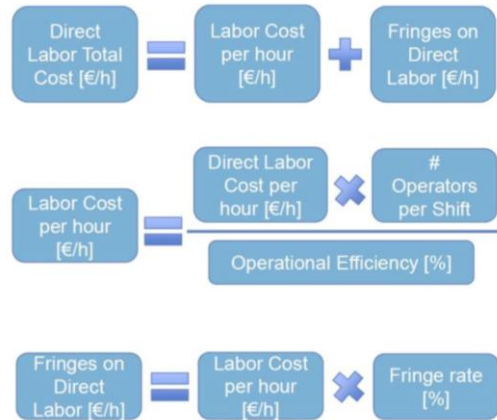 Direct
Labor Total
Cost [€/h]
Labor Cost
per hour
[€/h]
Fringes on
Direct
Labor [€/h]
Labor Cost
per hour
[€/h]
Direct Labor
Cost per
hour [€/h]
#
Operators
per Shift
Operational Efficiency [%]
Fringes on
Direct
Labor [€/h]
Labor Cost
per hour
[€/h]
Fringe rate
[%]